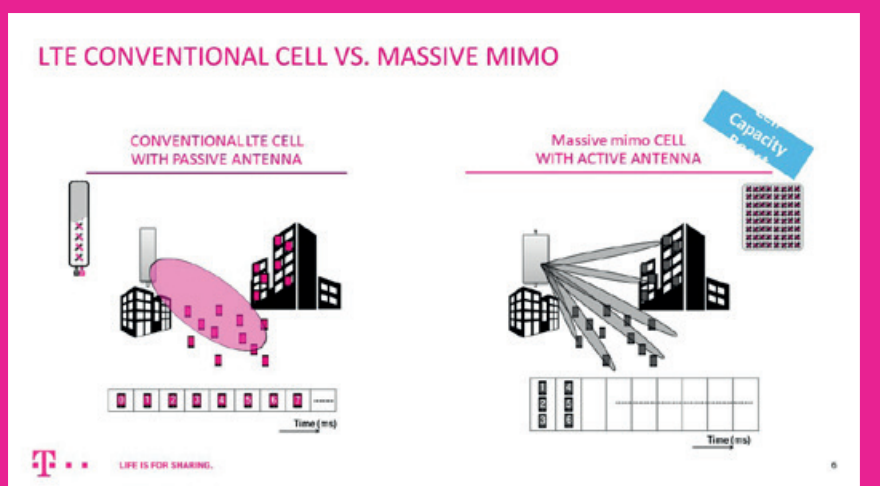 LTE CONVENTIONAL CELL VS. MASSIVE MIMO
CONVENTIONAL LTE CELL
WITH PASSIVE ANTENNA
Massive mimo CELL
WITH ACTIVE ANTENNA
Capacity
0 1 2 3 4 5 6 7
Time (ms)
1 4
2 5
3 6
Time (ms)
T
LIFE IS FOR SHARING.
6